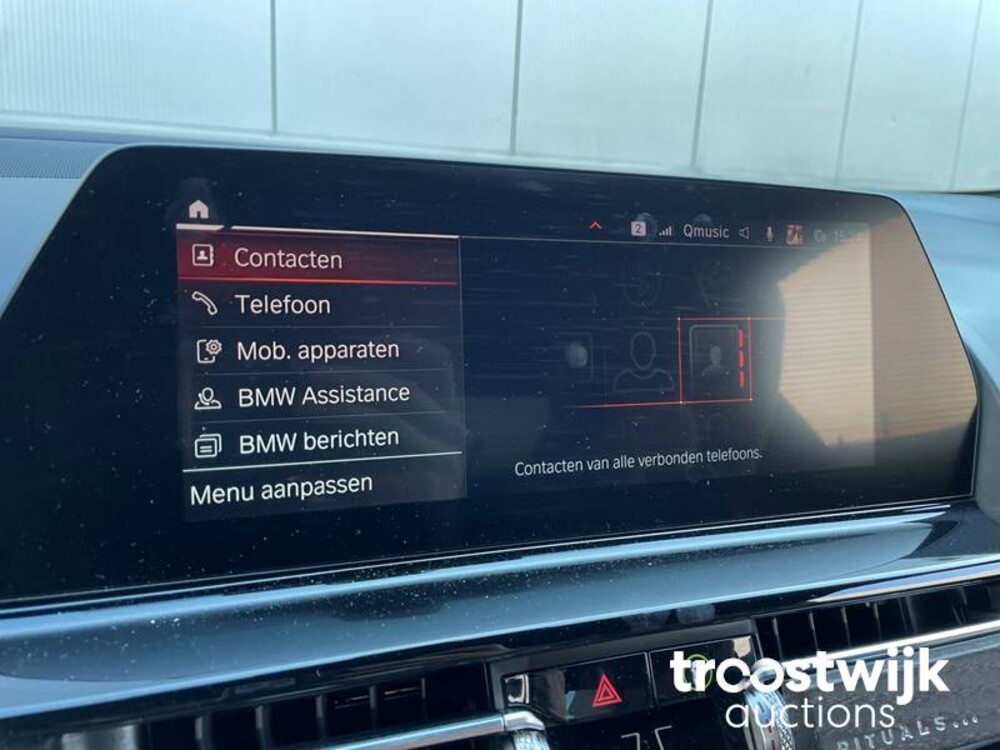 2 Qmusic
Contacten
Telefoon
Mob. apparaten
BMW Assistance
BMW berichten
Menu aanpassen
Contacten van alle verbonden telefoons.
troostwijk
auctions
RITUALS...